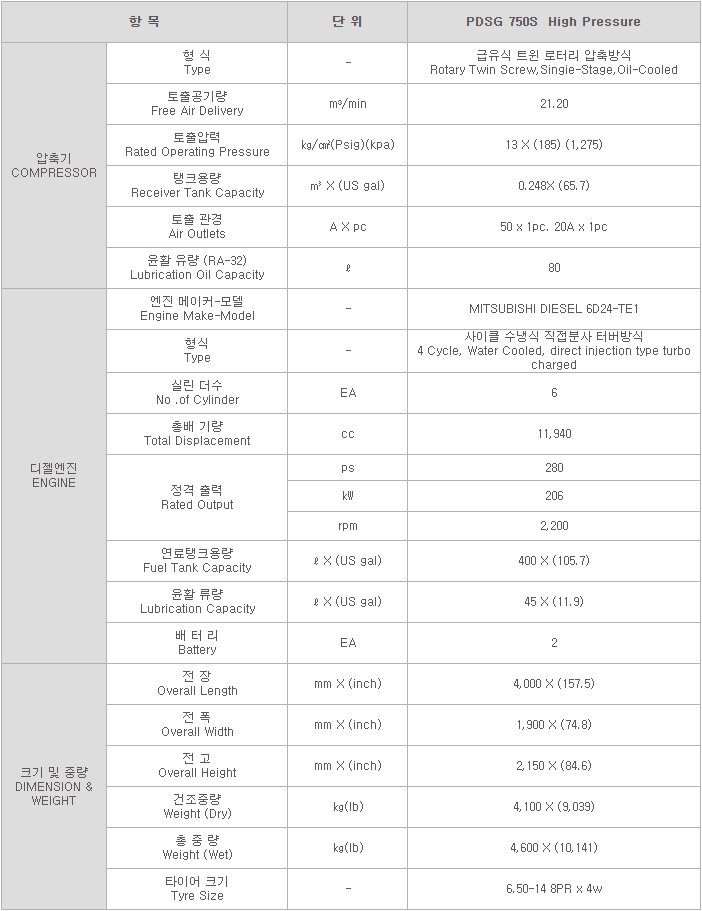 항 목 단 위 PDSG 750S High Pressure
압축기
COMPRESSOR
형 식
Type
-
급유식 트윈 로터리 압축방식
Rotary Twin Screw,Singie-Stage,Oil-Cooled
토출공기량
Free Air Delivery
m³/min
21.20
토출압력
Rated Operating Pressure
㎏/㎠(Psig)(kpa)
13 X (185) (1,275)
탱크용량
Receiver Tank Capacity
㎥ X (US gal)
0.248X (65.7)
토출 관경
Air Outlets
A X pc
50 x 1pc. 20A x 1pc
윤활 유량 (RA-32)
Lubrication Oil Capacity
ℓ
80
디젤엔진
ENGINE
엔진 메이커-모델
Engine Make-Model
-
MITSUBISHI DIESEL 6D24-TE1
형식
Type
-
사이클 수냉식 직접분사 터버방식
4 Cycle, Water Cooled, direct injection type turbo
charged
실린 더수
No .of Cylinder
EA
6
총배 기량
Total Displacement
cc
11,940
정격 출력
Rated Output
ps
280
㎾
206
rpm
2,200
연료탱크용량
Fuel Tank Capacity
ℓ X (US gal)
400 X (105.7)
윤활 류량
Lubrication Capacity
ℓ X (US gal)
45 X (11.9)
배 터 리
Battery
EA
2
크기 및 중량
DIMENSION &
WEIGHT
전 장
Overall Length
mm X (inch)
4,000 X (157.5)
전 폭
Overall Width
mm X (inch)
1,900 X (74.8)
전 고
Overall Height
mm X (inch)
2,150 X (84.6)
건조중량
Weight (Dry)
㎏(lb)
4,100 X (9,039)
총 중 량
Weight (Wet)
㎏(lb)
4,600 X (10,141)
타이어 크기
Tyre Size
-
6.50-14 8PR x 4w